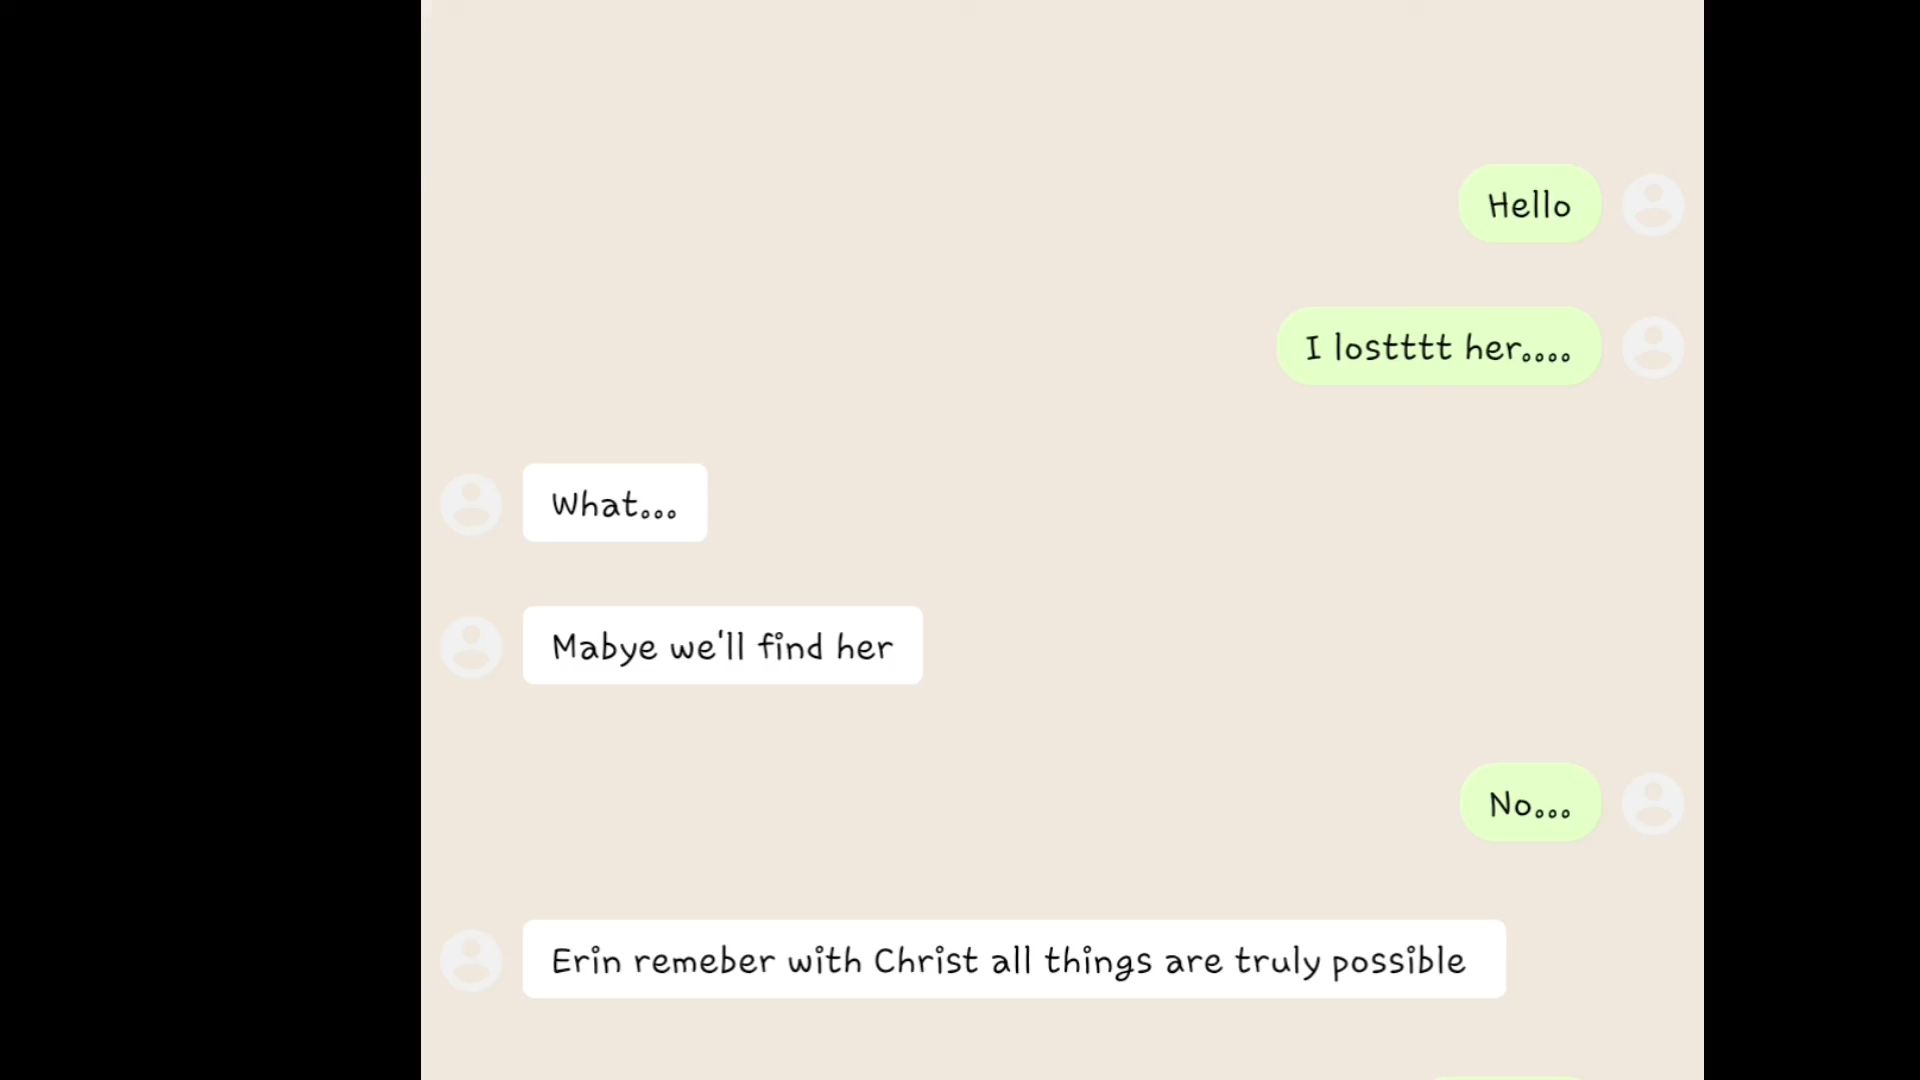 Hello
I lostttt her....
What...
Mabye we'll find her
No...
Erin remeber with Christ all things are truly possible